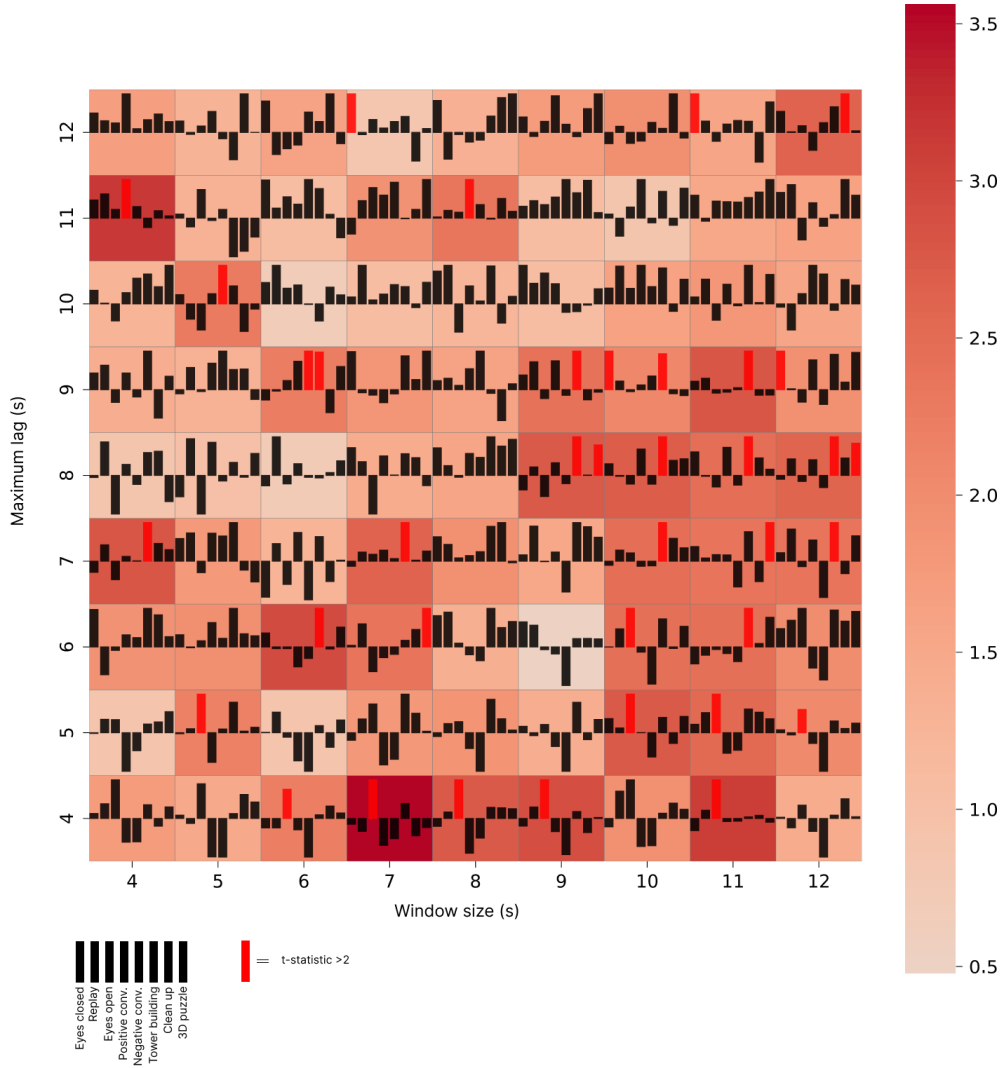 3.5
3.0
2.5
2.0
1.5
1.0
0.5
Maximum lag (s)
12
11
10
9
8
7
6
5
4
4 5 6 7 8 9 10 11 12
Window size (s)
Eyes closed
Replay
Eyes open
Positive conv.
Negative conv.
Tower building
Clean up
3D puzzle
= t-statistic >2